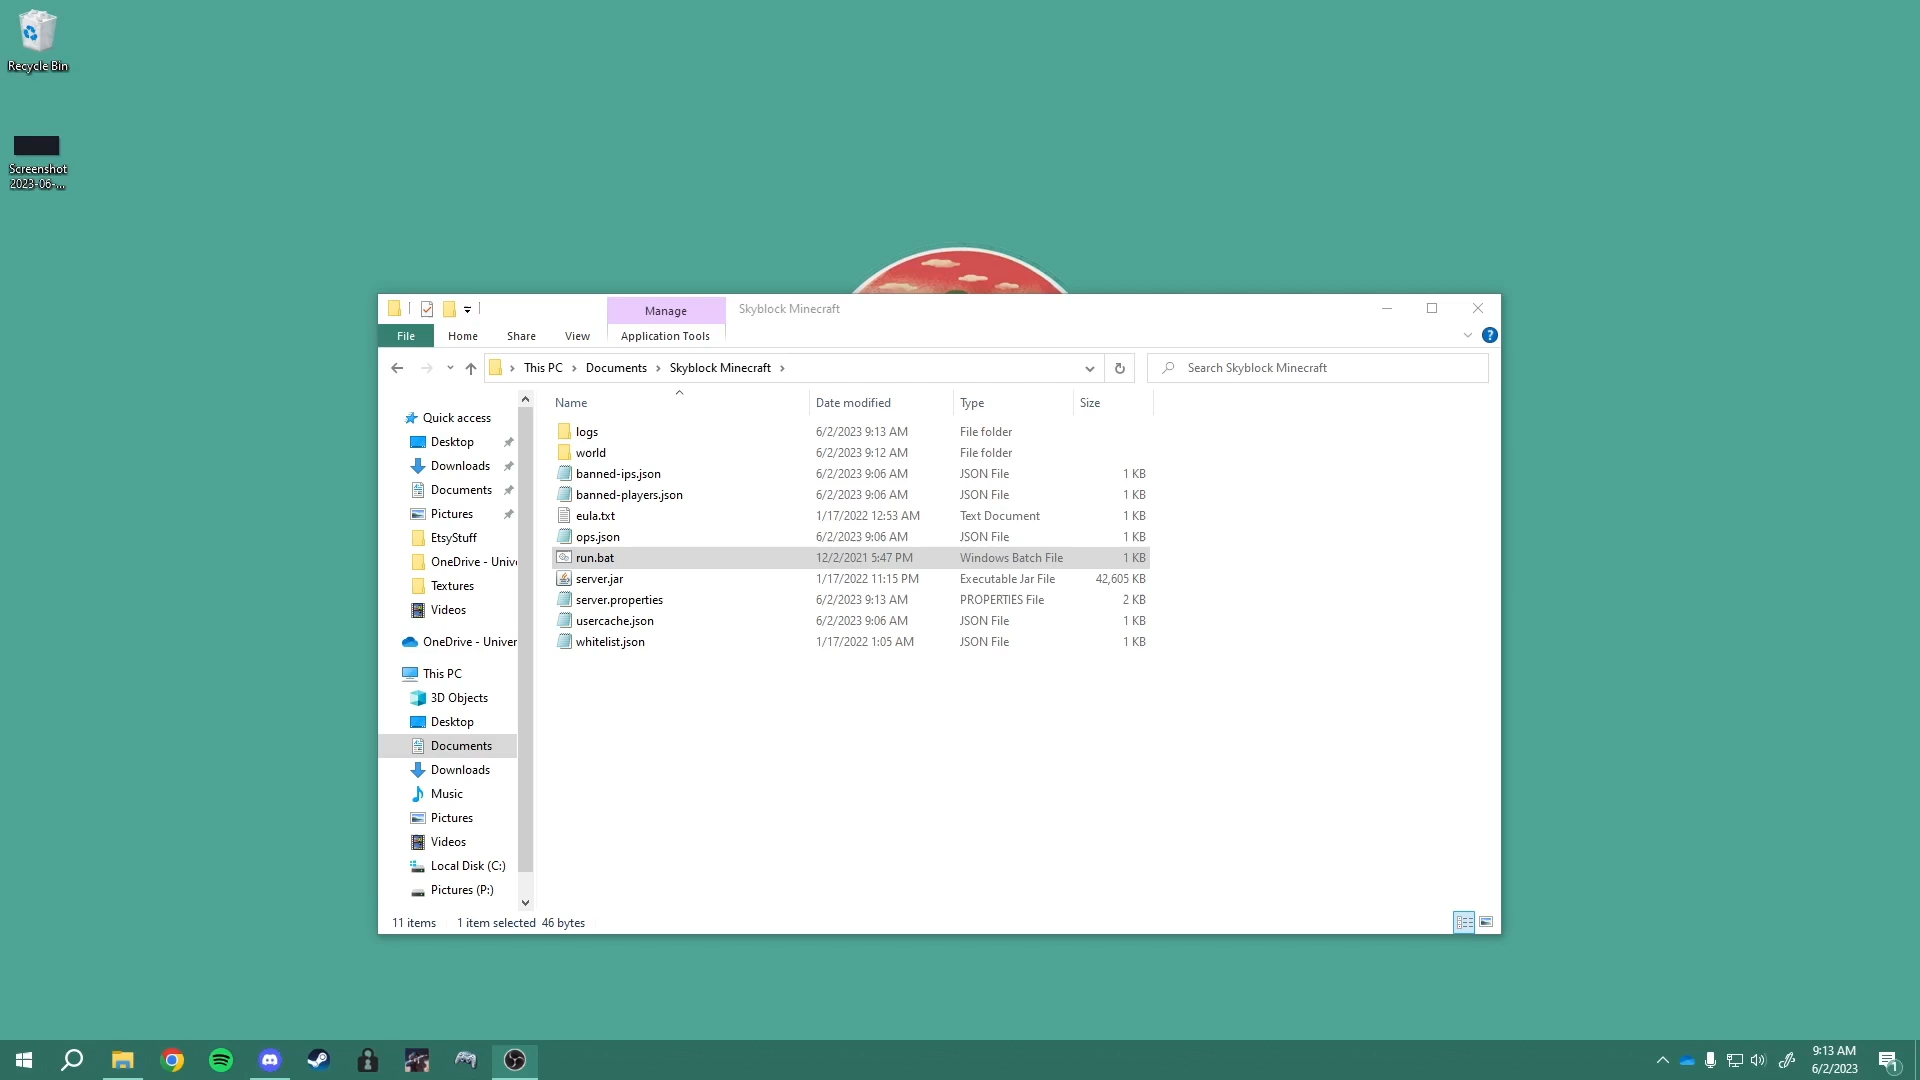 Recycle Bin
Screenshot
2023-06-...
Manage
Skyblock Minecraft
File
Home
Share
View
Application Tools
?
This PC
Documents
Skyblock Minecraft
Search Skyblock Minecraft
Name
Date modified
Type
Size
Quick access
Desktop
Downloads
Documents
Pictures
EtsyStuff
OneDrive - Unive
Textures
Videos
OneDrive - Univer
This PC
3D Objects
Desktop
Documents
Downloads
Music
Pictures
Videos
Local Disk (C:)
Pictures (P:)
logs 6/2/2023 9:13 AM File folder
world 6/2/2023 9:12 AM File folder
banned-ips.json 6/2/2023 9:06 AM JSON File 1 KB
banned-players.json 6/2/2023 9:06 AM JSON File 1 KB
eula.txt 1/17/2022 12:53 AM Text Document 1 KB
ops.json 6/2/2023 9:06 AM JSON File 1 KB
run.bat 12/2/2021 5:47 PM Windows Batch File 1 KB
server.jar 1/17/2022 11:15 PM Executable Jar File 42,605 KB
server.properties 6/2/2023 9:13 AM PROPERTIES File 2 KB
usercache.json 6/2/2023 9:06 AM JSON File 1 KB
whitelist.json 1/17/2022 1:05 AM JSON File 1 KB
11 items 1 item selected 46 bytes
9:13 AM
6/2/2023
1